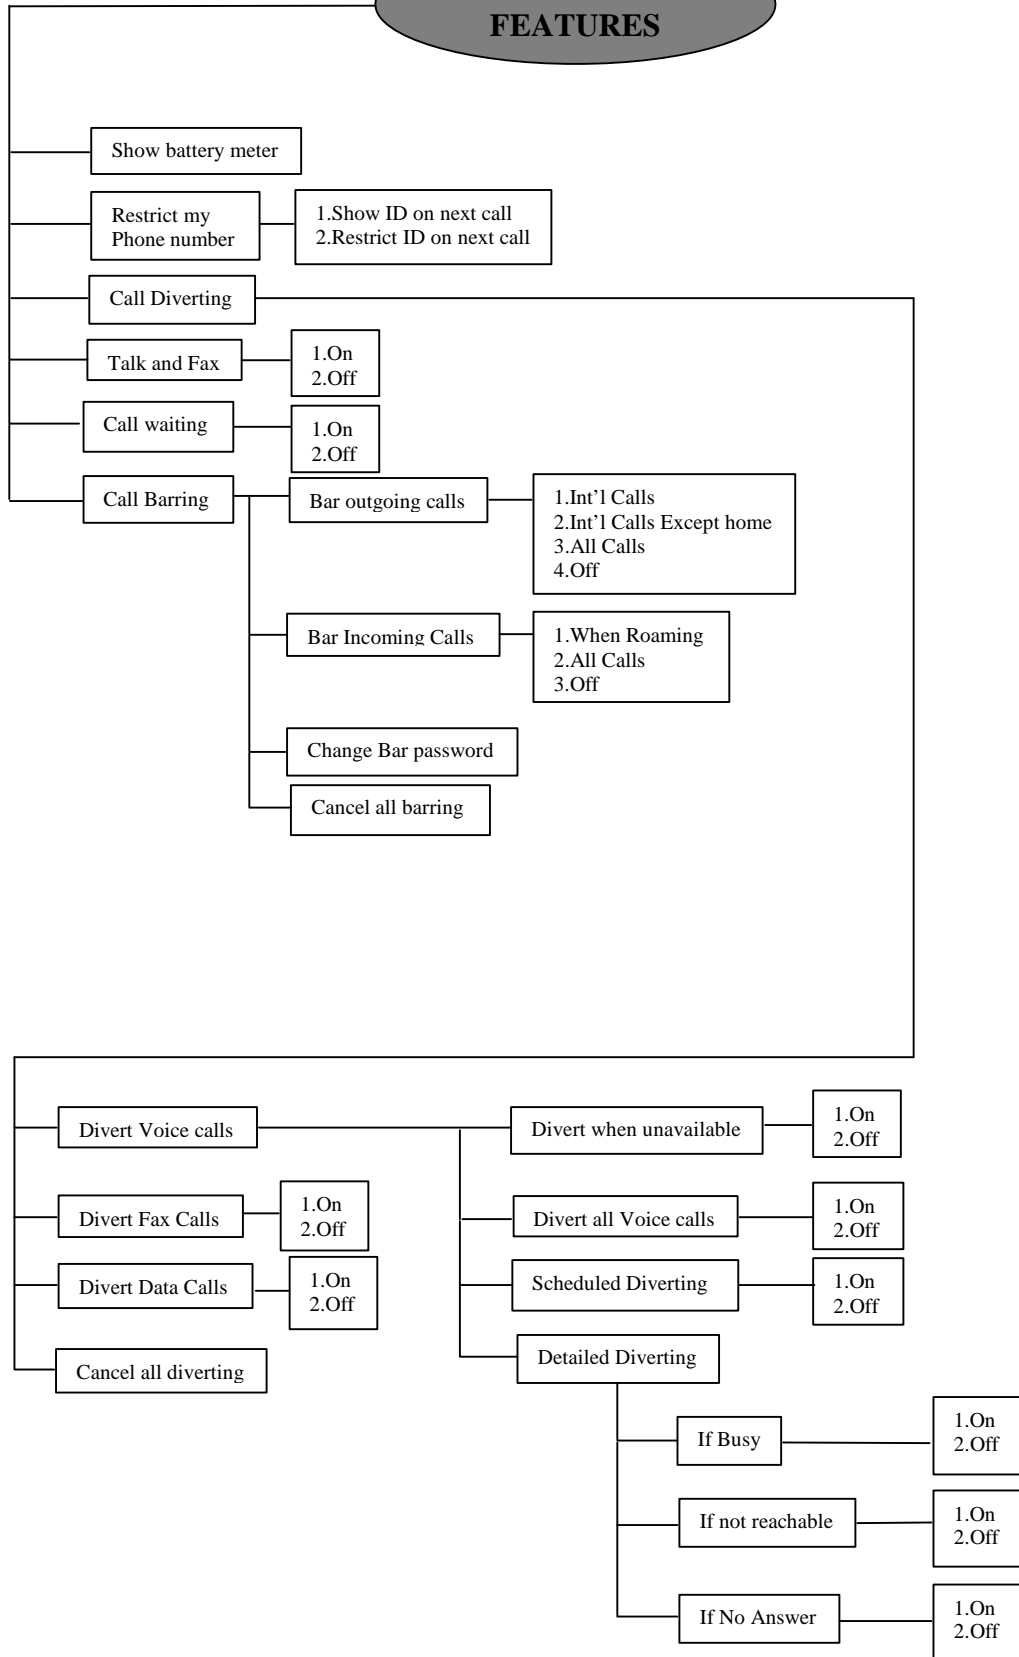 FEATURES
Show battery meter
Restrict my
Phone number
1.Show ID on next call
2.Restrict ID on next call
Call Diverting
Talk and Fax
1.On
2.Off
Call waiting
1.On
2.Off
Call Barring
Bar outgoing calls
1.Int’l Calls
2.Int’l Calls Except home
3.All Calls
4.Off
Bar Incoming Calls
1.When Roaming
2.All Calls
3.Off
Change Bar password
Cancel all barring
Divert Voice calls
Divert when unavailable
1.On
2.Off
Divert Fax Calls
1.On
2.Off
Divert all Voice calls
1.On
2.Off
Divert Data Calls
1.On
2.Off
Scheduled Diverting
1.On
2.Off
Cancel all diverting
Detailed Diverting
If Busy
1.On
2.Off
If not reachable
1.On
2.Off
If No Answer
1.On
2.Off